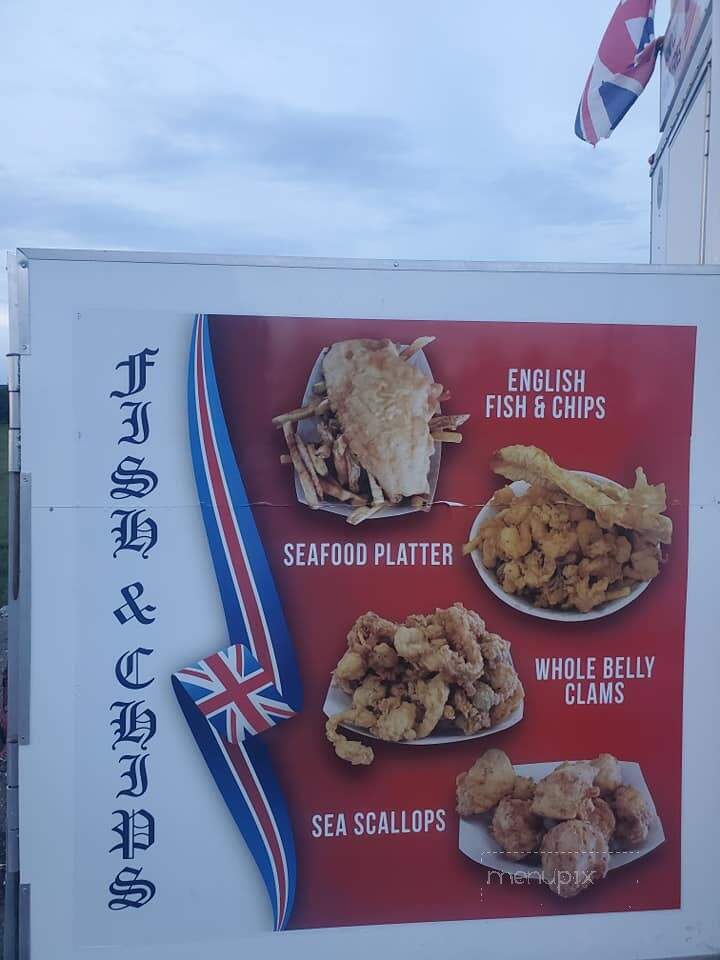 FISH & CHIPS
ENGLISH
FISH & CHIPS
SEAFOOD PLATTER
WHOLE BELLY
CLAMS
SEA SCALLOPS
menupix